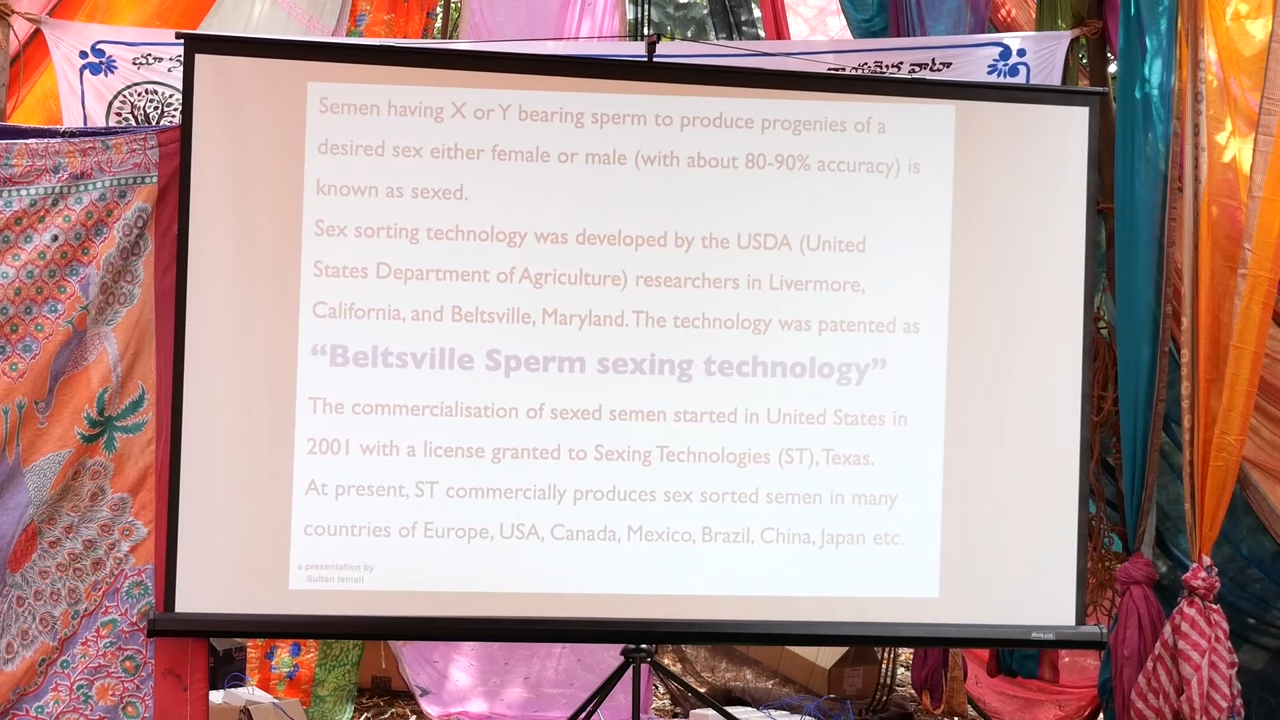 భూ
Semen having X or Y bearing sperm to produce progenies of a
desired sex either female or male (with about 80-90% accuracy) is
known as sexed.
Sex sorting technology was developed by the USDA (United
States Department of Agriculture) researchers in Livermore,
California, and Beltsville, Maryland. The technology was patented as
“Beltsville Sperm sexing technology”
The commercialisation of sexed semen started in United States in
2001 with a license granted to Sexing Technologies (ST), Texas.
At present, ST commercially produces sex sorted semen in many
countries of Europe, USA, Canada, Mexico, Brazil, China, Japan etc.
a presentation by
Sultan Ismail